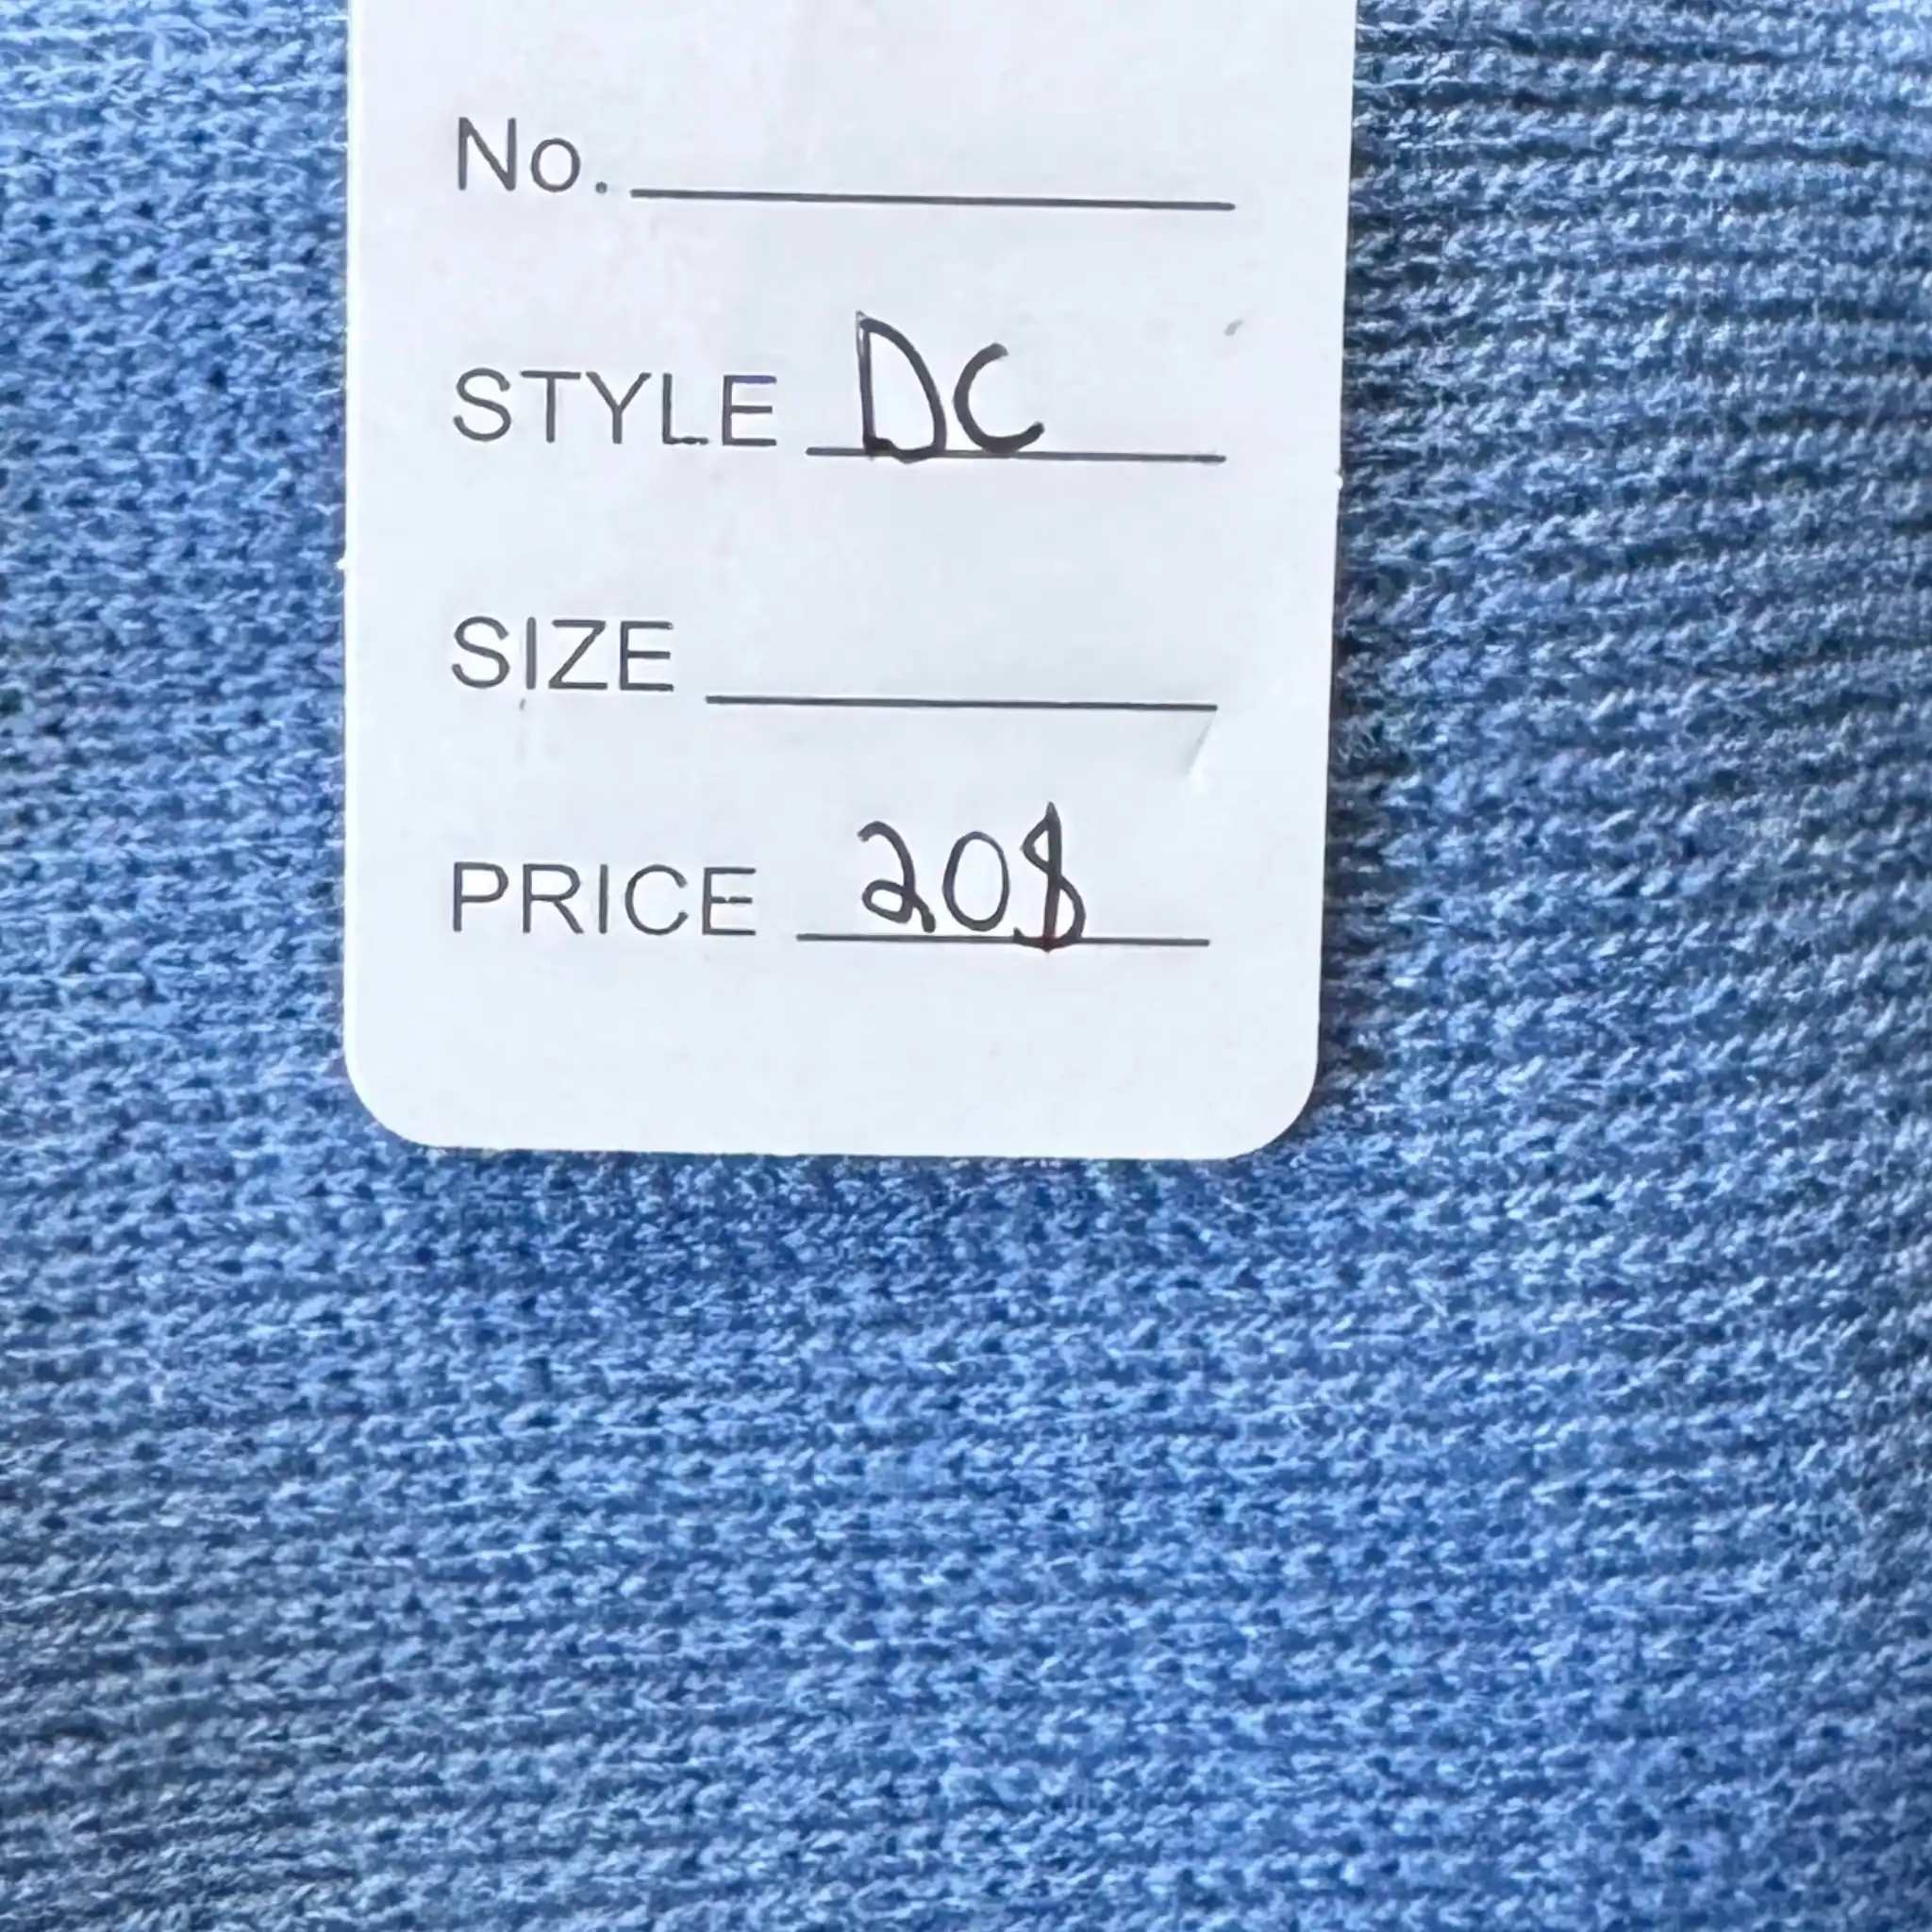 No.
STYLE DC
SIZE
PRICE 20$